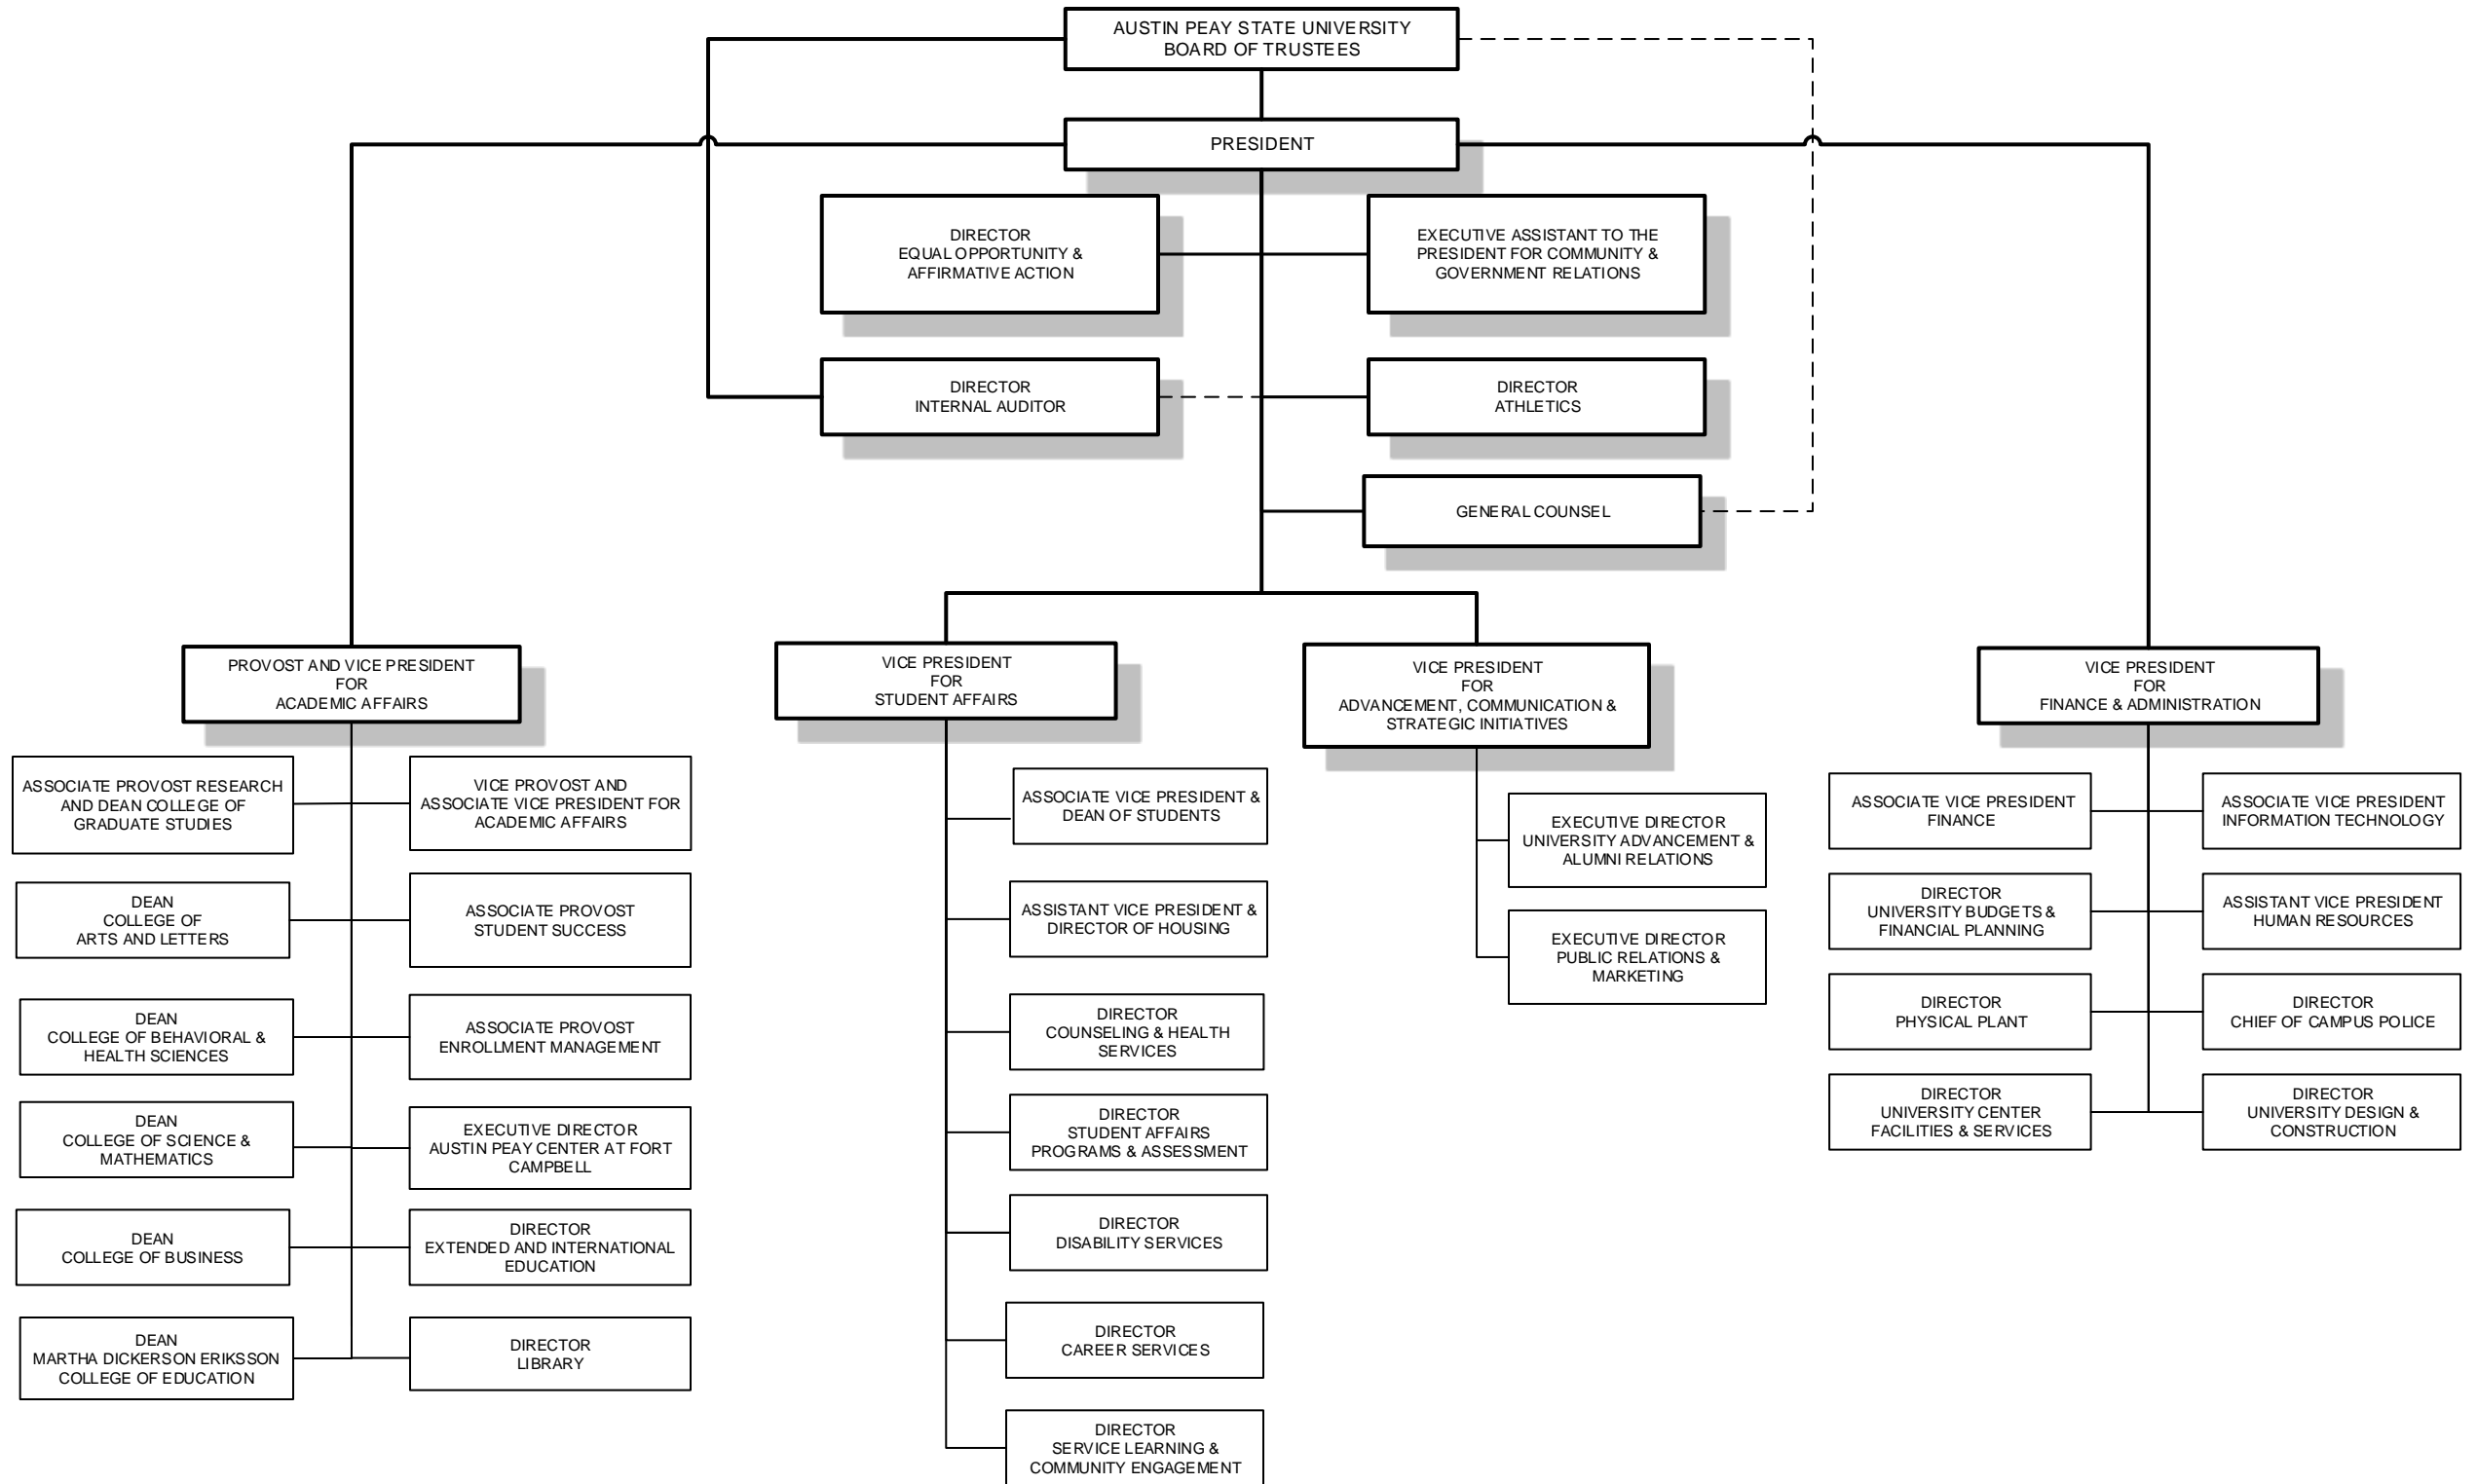 AUSTIN PEAY STATE UNIVERSITY
BOARD OF TRUSTEES
PRESIDENT
DIRECTOR
EQUAL OPPORTUNITY &
AFFIRMATIVE ACTION
EXECUTIVE ASSISTANT TO THE
PRESIDENT FOR COMMUNITY &
GOVERNMENT RELATIONS
DIRECTOR
INTERNAL AUDITOR
DIRECTOR
ATHLETICS
GENERAL COUNSEL
PROVOST AND VICE PRESIDENT
FOR
ACADEMIC AFFAIRS
VICE PRESIDENT
FOR
STUDENT AFFAIRS
VICE PRESIDENT
FOR
ADVANCEMENT, COMMUNICATION &
STRATEGIC INITIATIVES
VICE PRESIDENT
FOR
FINANCE & ADMINISTRATION
ASSOCIATE PROVOST RESEARCH
AND DEAN COLLEGE OF
GRADUATE STUDIES
VICE PROVOST AND
ASSOCIATE VICE PRESIDENT FOR
ACADEMIC AFFAIRS
DEAN
COLLEGE OF
ARTS AND LETTERS
ASSOCIATE PROVOST
STUDENT SUCCESS
DEAN
COLLEGE OF BEHAVIORAL &
HEALTH SCIENCES
ASSOCIATE PROVOST
ENROLLMENT MANAGEMENT
DEAN
COLLEGE OF SCIENCE &
MATHEMATICS
EXECUTIVE DIRECTOR
AUSTIN PEAY CENTER AT FORT
CAMPBELL
DEAN
COLLEGE OF BUSINESS
DIRECTOR
EXTENDED AND INTERNATIONAL
EDUCATION
DEAN
MARTHA DICKERSON ERIKSSON
COLLEGE OF EDUCATION
DIRECTOR
LIBRARY
ASSOCIATE VICE PRESIDENT &
DEAN OF STUDENTS
ASSISTANT VICE PRESIDENT &
DIRECTOR OF HOUSING
DIRECTOR
COUNSELING & HEALTH
SERVICES
DIRECTOR
STUDENT AFFAIRS
PROGRAMS & ASSESSMENT
DIRECTOR
DISABILITY SERVICES
DIRECTOR
CAREER SERVICES
DIRECTOR
SERVICE LEARNING &
COMMUNITY ENGAGEMENT
EXECUTIVE DIRECTOR
UNIVERSITY ADVANCEMENT &
ALUMNI RELATIONS
EXECUTIVE DIRECTOR
PUBLIC RELATIONS &
MARKETING
ASSOCIATE VICE PRESIDENT
FINANCE
ASSOCIATE VICE PRESIDENT
INFORMATION TECHNOLOGY
DIRECTOR
UNIVERSITY BUDGETS &
FINANCIAL PLANNING
ASSISTANT VICE PRESIDENT
HUMAN RESOURCES
DIRECTOR
PHYSICAL PLANT
DIRECTOR
CHIEF OF CAMPUS POLICE
DIRECTOR
UNIVERSITY CENTER
FACILITIES & SERVICES
DIRECTOR
UNIVERSITY DESIGN &
CONSTRUCTION